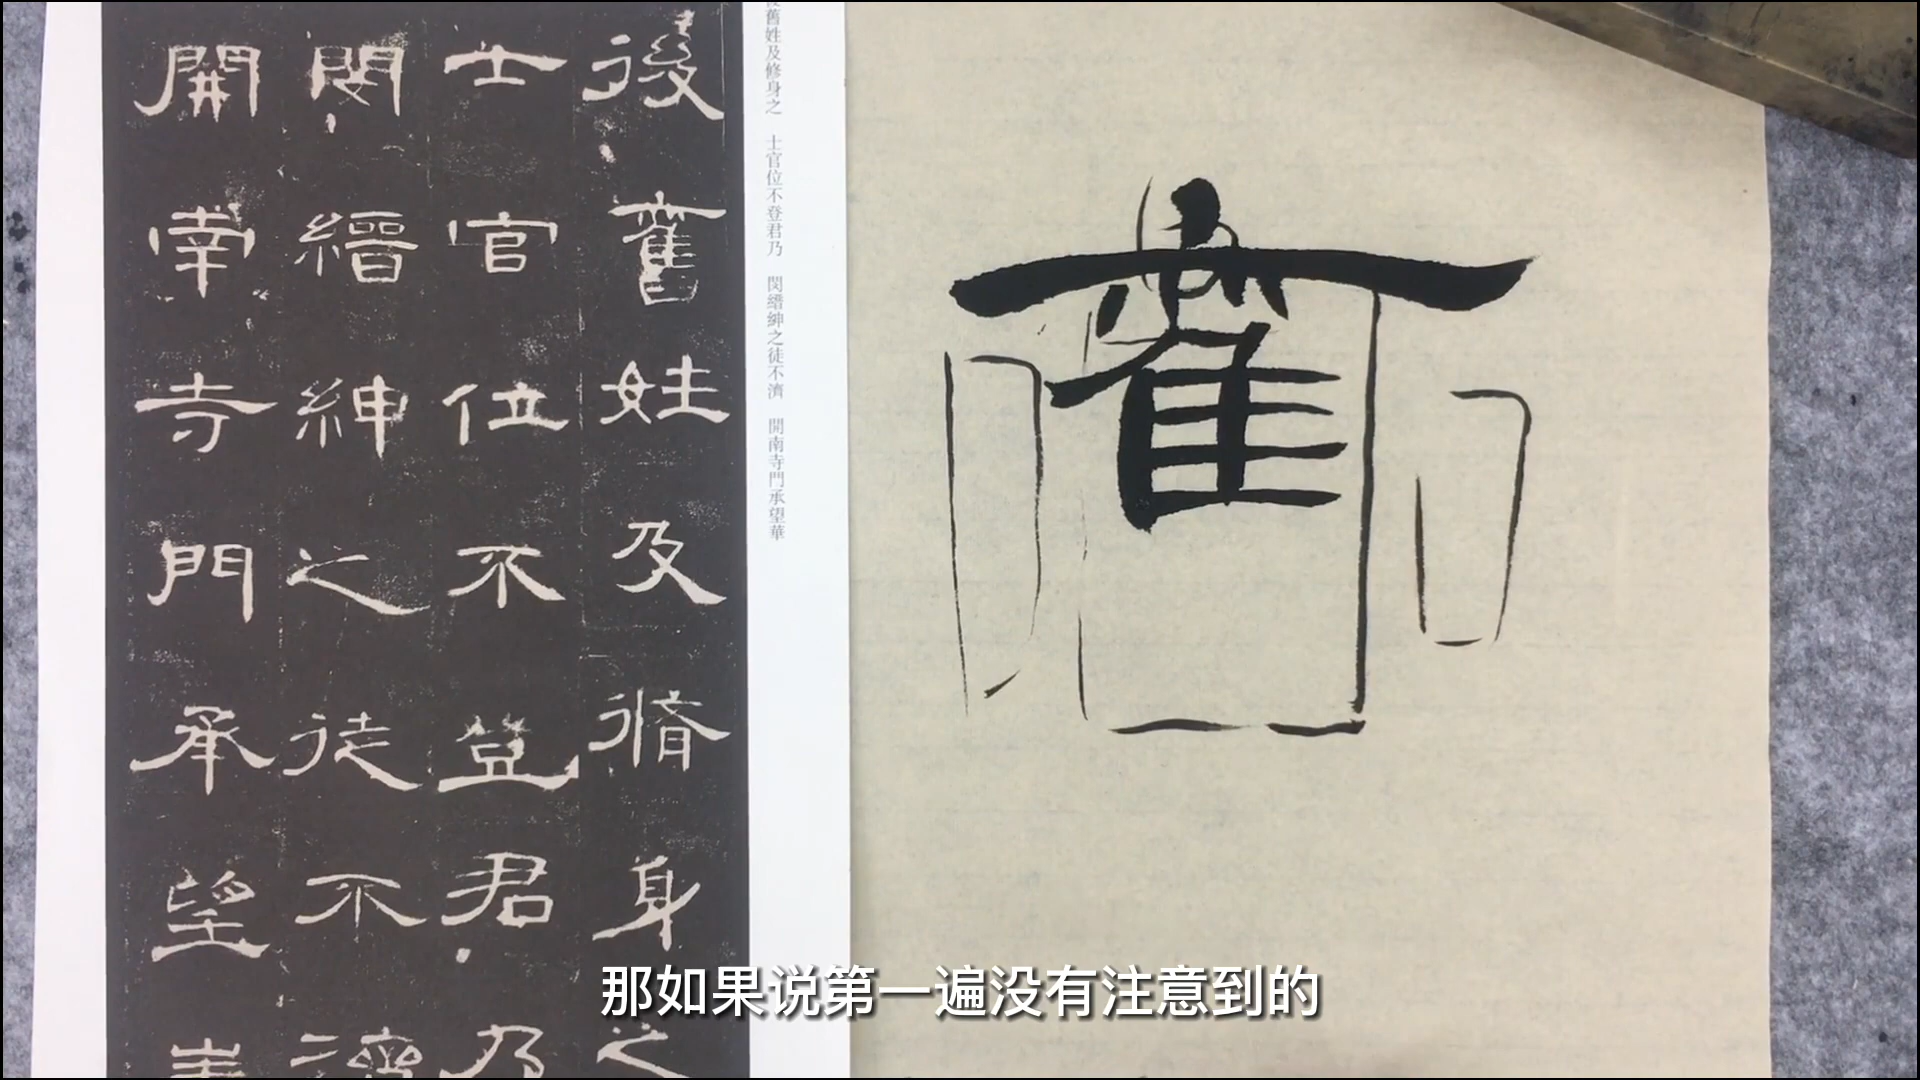 後舊姓及脩身之
士官位不登君乃
閔縉紳之徒不濟
開南寺門承望華
後舊姓及修身之 士官位不登君乃 閔縉紳之徒不濟 開南寺門承望華
那如果说第一遍没有注意到的